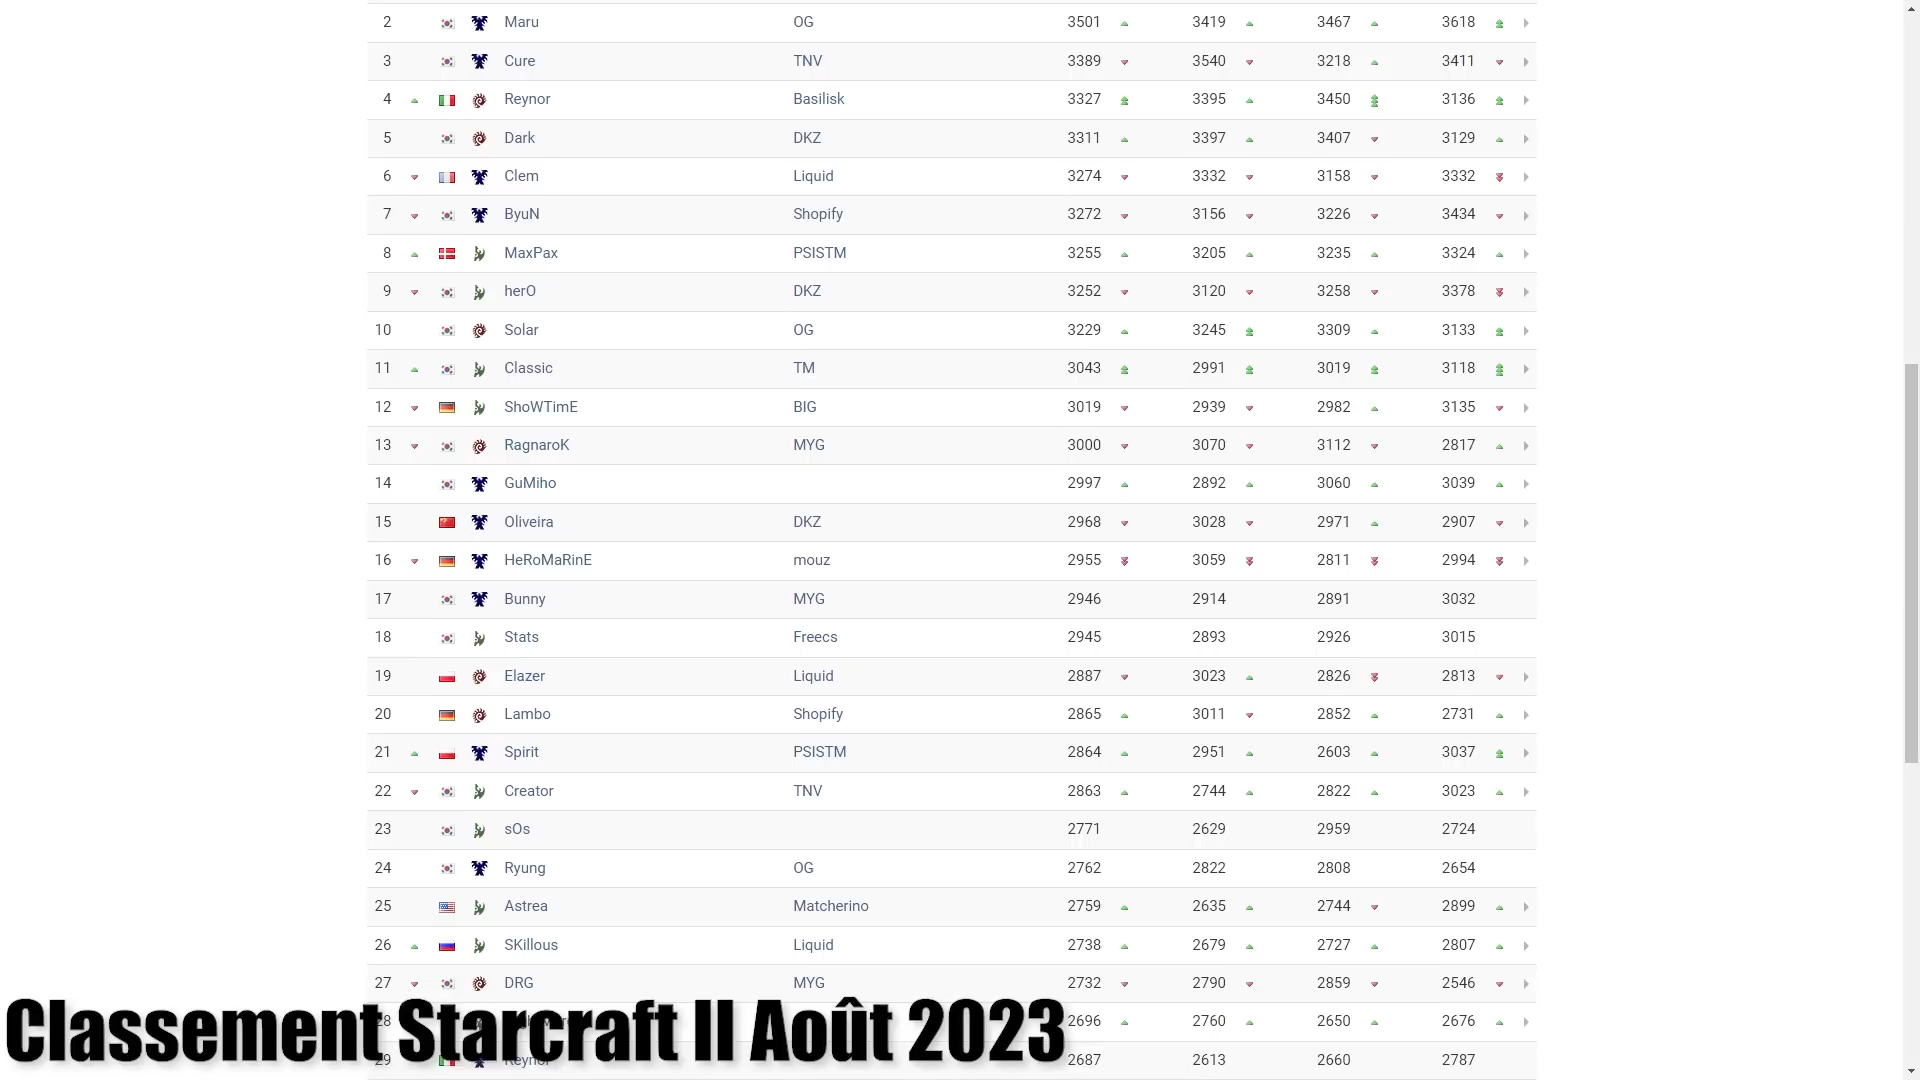 2 Maru OG 3501 3419 3467 3618
3 Cure TNV 3389 3540 3218 3411
4 Reynor Basilisk 3327 3395 3450 3136
5 Dark DKZ 3311 3397 3407 3129
6 Clem Liquid 3274 3332 3158 3332
7 ByuN Shopify 3272 3156 3226 3434
8 MaxPax PSISTM 3255 3205 3235 3324
9 herO DKZ 3252 3120 3258 3378
10 Solar OG 3229 3245 3309 3133
11 Classic TM 3043 2991 3019 3118
12 ShoWTimE BIG 3019 2939 2982 3135
13 RagnaroK MYG 3000 3070 3112 2817
14 GuMiho 2997 2892 3060 3039
15 Oliveira DKZ 2968 3028 2971 2907
16 HeRoMaRinE mouz 2955 3059 2811 2994
17 Bunny MYG 2946 2914 2891 3032
18 Stats Freecs 2945 2893 2926 3015
19 Elazer Liquid 2887 3023 2826 2813
20 Lambo Shopify 2865 3011 2852 2731
21 Spirit PSISTM 2864 2951 2603 3037
22 Creator TNV 2863 2744 2822 3023
23 sOs 2771 2629 2959 2724
24 Ryung OG 2762 2822 2808 2654
25 Astrea Matcherino 2759 2635 2744 2899
26 SKillous Liquid 2738 2679 2727 2807
27 DRG MYG 2732 2790 2859 2546
28 2696 2760 2650 2676
Classement Starcraft II Août 2023
29 Reynor 2687 2613 2660 2787